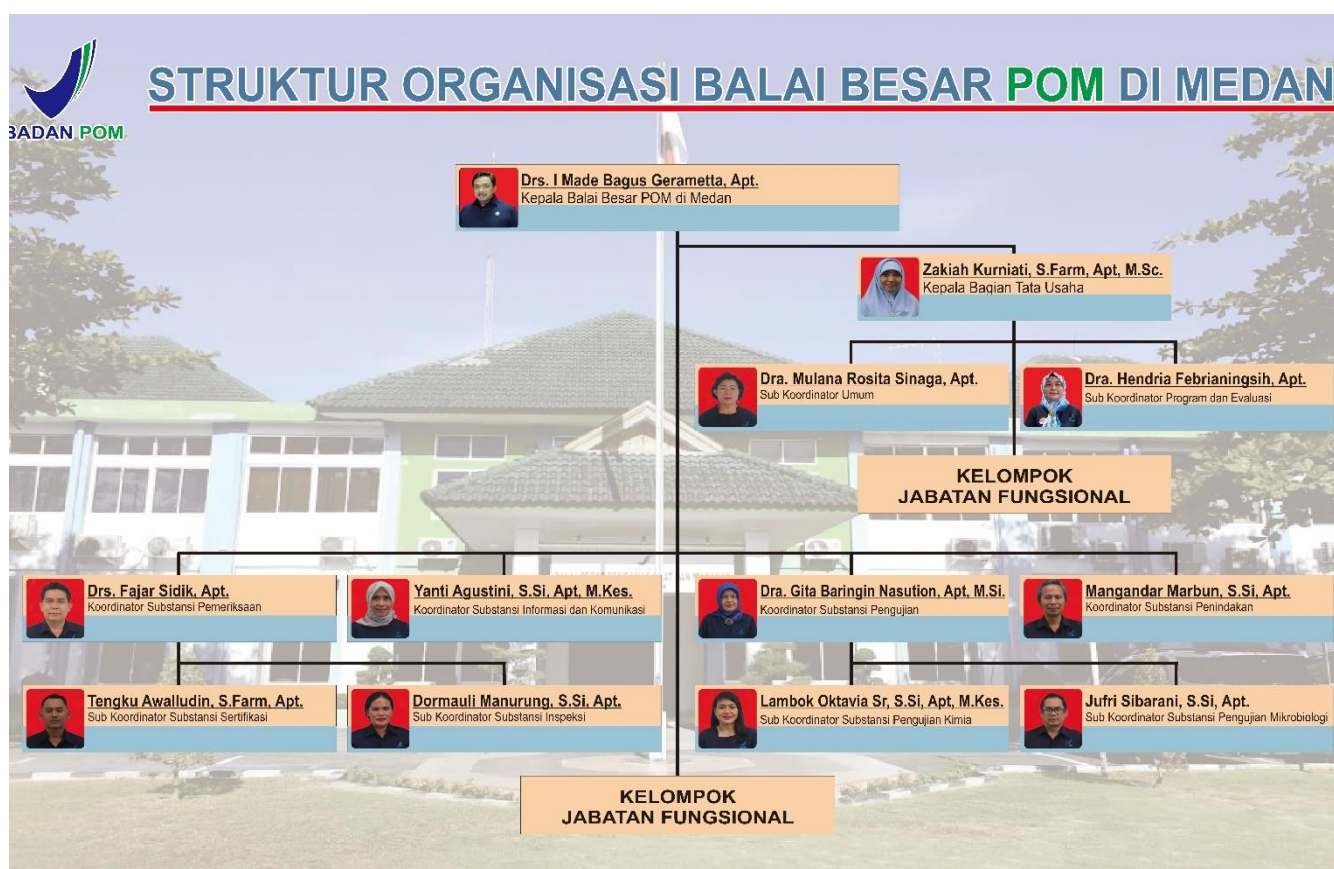 BADAN POM
STRUKTUR ORGANISASI BALAI BESAR POM DI MEDAN
Drs. I Made Bagus Gerametta, Apt.
Kepala Balai Besar POM di Medan
Zakiah Kurniati, S.Farm, Apt, M.Sc.
Kepala Bagian Tata Usaha
Dra. Mulana Rosita Sinaga, Apt.
Sub Koordinator Umum
Dra. Hendria Febrianingsih, Apt.
Sub Koordinator Program dan Evaluasi
KELOMPOK
JABATAN FUNGSIONAL
Drs. Fajar Sidik, Apt.
Koordinator Substansi Pemeriksaan
Yanti Agustini, S.Si, Apt, M.Kes.
Koordinator Substansi Informasi dan Komunikasi
Dra. Gita Baringin Nasution, Apt, M.Si.
Koordinator Substansi Pengujian
Mangandar Marbun, S.Si, Apt.
Koordinator Substansi Penindakan
Tengku Awalludin, S.Farm, Apt.
Sub Koordinator Substansi Sertifikasi
Dormauli Manurung, S.Si, Apt.
Sub Koordinator Substansi Inspeksi
Lambok Oktavia Sr, S.Si, Apt, M.Kes.
Sub Koordinator Substansi Pengujian Kimia
Jufri Sibarani, S.Si, Apt.
Sub Koordinator Substansi Pengujian Mikrobiologi
KELOMPOK
JABATAN FUNGSIONAL